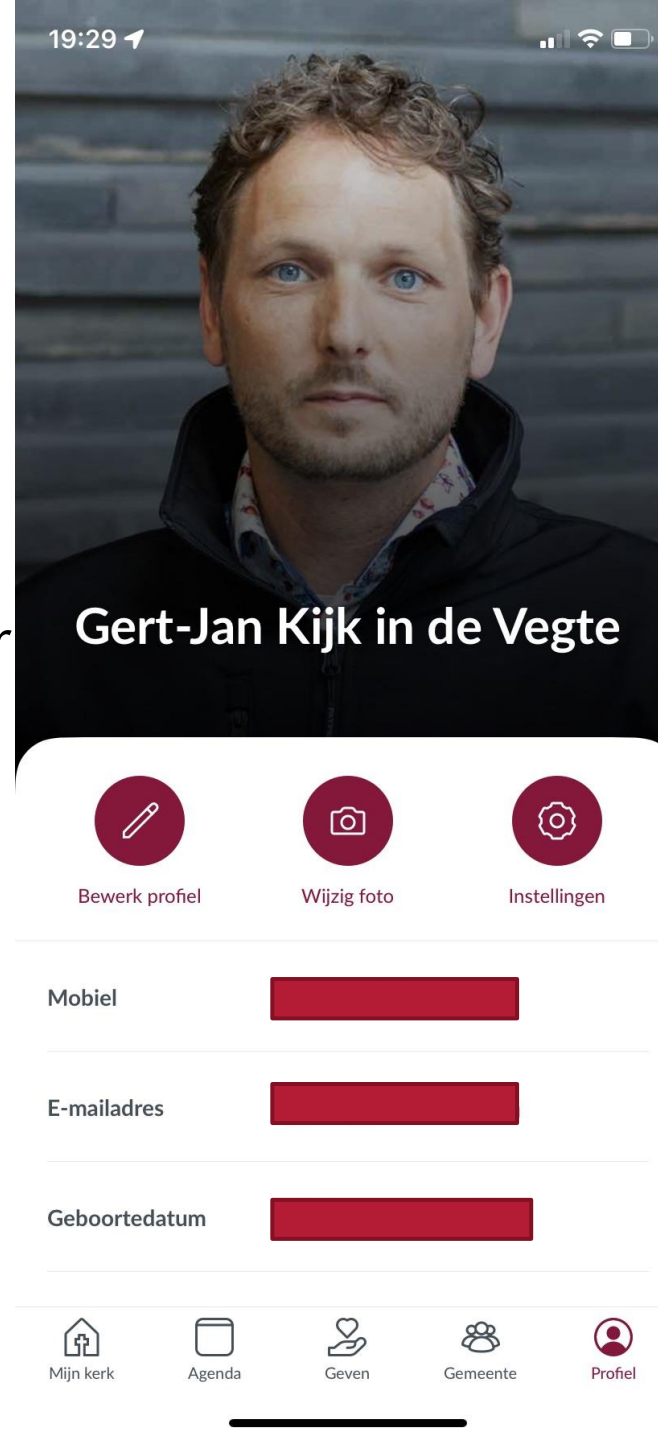 19:29
r
Gert-Jan Kijk in de Vegte
Bewerk profiel
Wijzig foto
Instellingen
Mobiel
E-mailadres
Geboortedatum
Mijn kerk
Agenda
Geven
Gemeente
Profiel